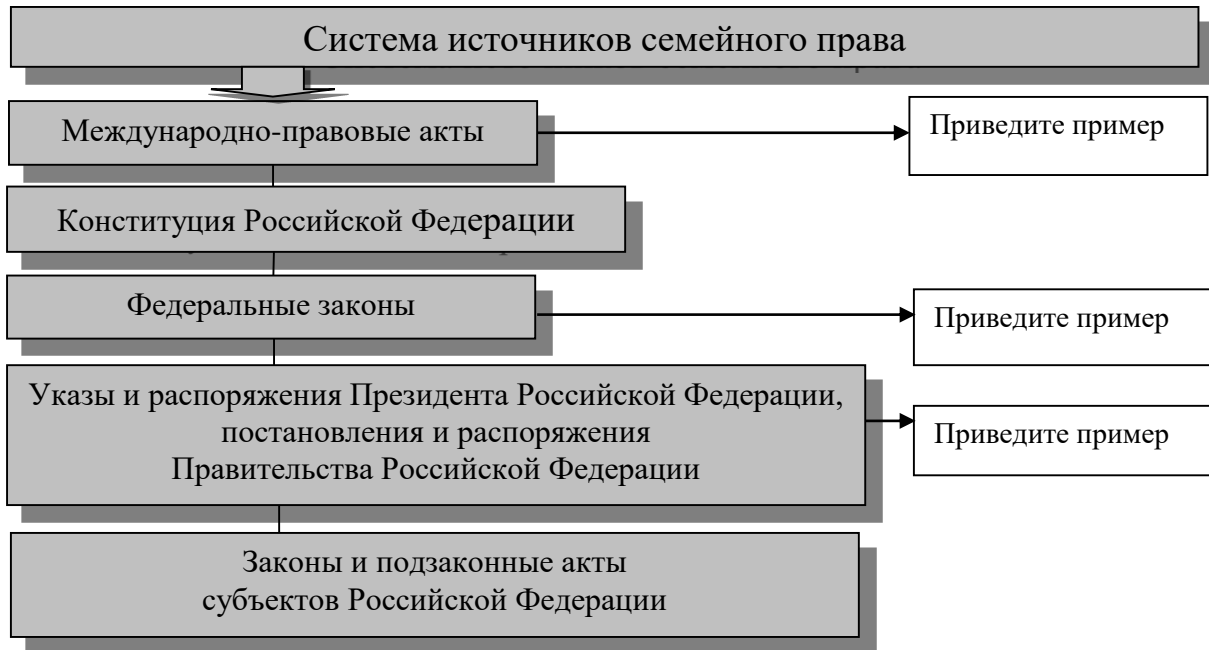 Система источников семейного права
Международно-правовые акты
Приведите пример
Конституция Российской Федерации
Федеральные законы
Приведите пример
Указы и распоряжения Президента Российской Федерации,
постановления и распоряжения
Правительства Российской Федерации
Приведите пример
Законы и подзаконные акты
субъектов Российской Федерации